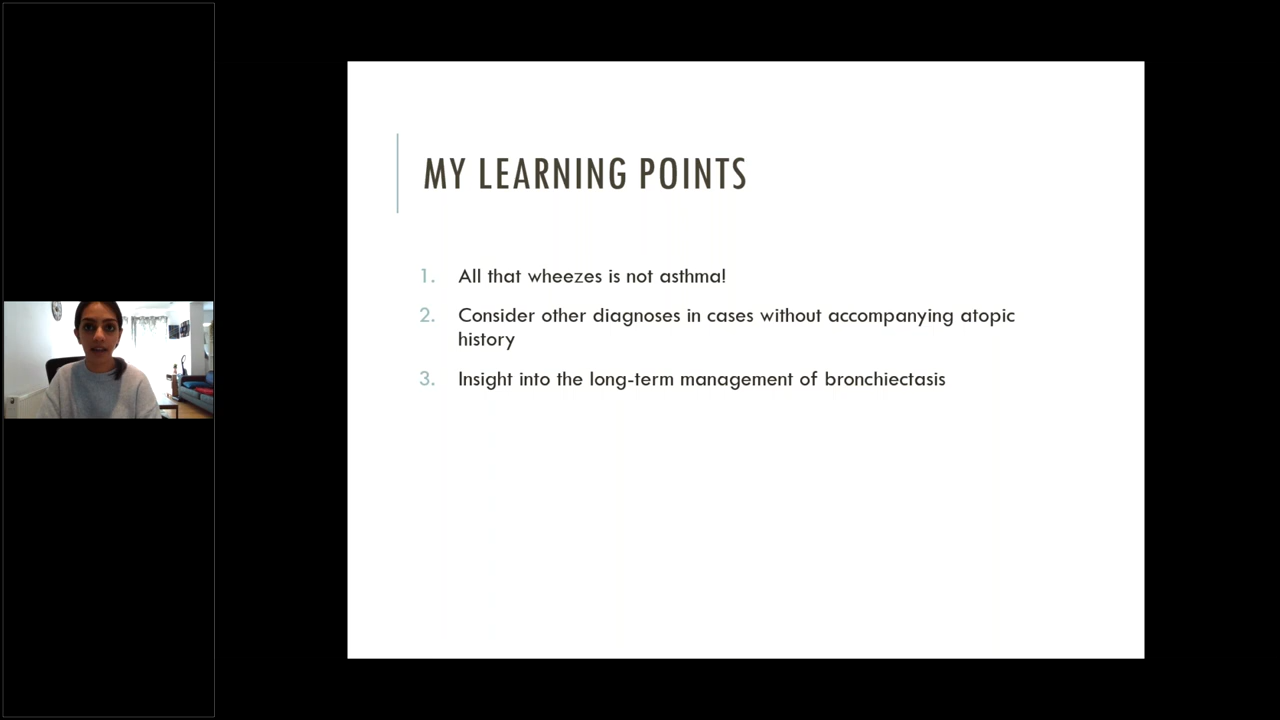 MY LEARNING POINTS
1. All that wheezes is not asthma!
2. Consider other diagnoses in cases without accompanying atopic
history
3. Insight into the long-term management of bronchiectasis